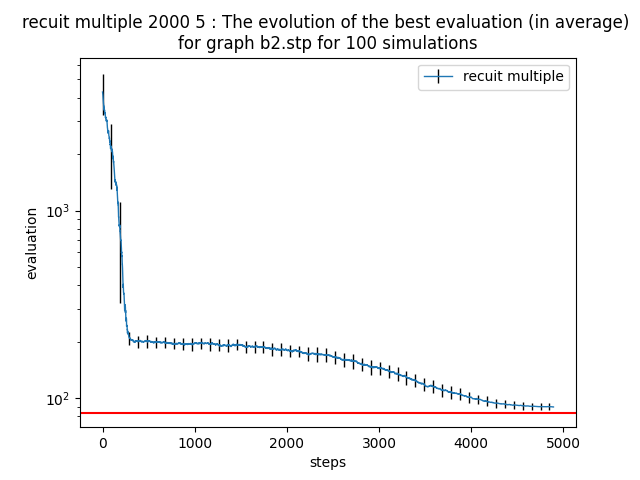 recuit multiple 2000 5 : The evolution of the best evaluation (in average)
for graph b2.stp for 100 simulations
recuit multiple
10³
10²
evaluation
0 1000 2000 3000 4000 5000
steps